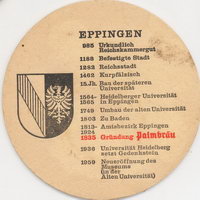 EPPINGEN
985 Urkundlich
Reichskammergut
1188 Befestigte Stadt
1282 Reichsstadt
1462 Kurpfälzisch
15.Jh. Bau der späteren
Universität
1564- Heidelberger Universität
1565 in Eppingen
1749 Umbau der alten Universität
1803 Zu Baden
1813- Amtsbezirk Eppingen
1924
1835 Gründung Palmbräu
1936 Universität Heidelberg
setzt Gedenkstein
1959 Neueröffnung des
Museums
(in der
Alten Universität)